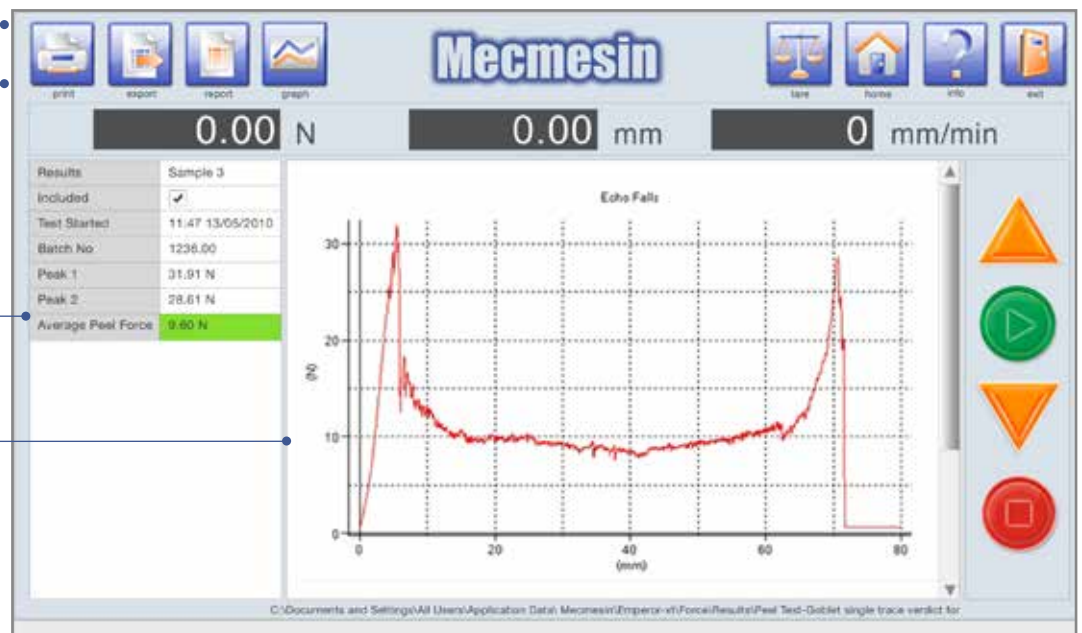 Mecmesin
print export report graph tare home info exit
0.00 N 0.00 mm 0 mm/min
Results Sample 3
Included
Test Started 11:47 13/05/2010
Batch No 1236.00
Peak 1 31.91 N
Peak 2 28.61 N
Average Peel Force 9.60 N
Echo Falls
30
20
(N)
10
0
0 20 40 60 80
(mm)
C:\Documents and Settings\All Users\Application Data\ Mecmesin\Emperor-xt\Force\Results\Peel Test-Goblet single trace verdict for